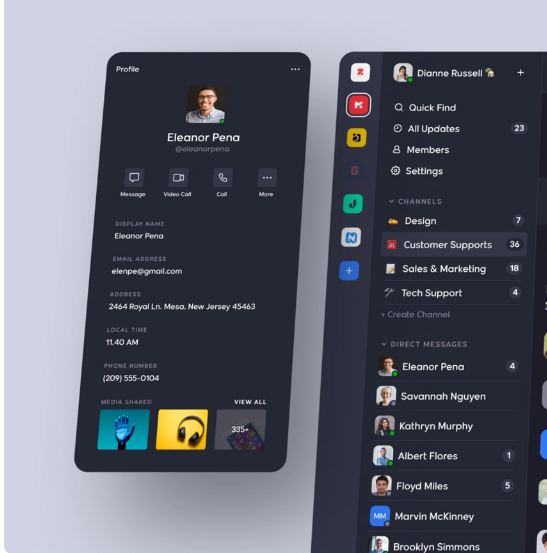 Profile
Eleanor Pena
@eleanorpena
Message
Video Call
Call
More
DISPLAY NAME
Eleanor Pena
EMAIL ADDRESS
elenpe@gmail.com
ADDRESS
2464 Royal Ln. Mesa, New Jersey 45463
LOCAL TIME
11.40 AM
PHONE NUMBER
(209) 555-0104
MEDIA SHARED VIEW ALL
335+
Dianne Russell
Quick Find
All Updates 23
Members
Settings
CHANNELS
Design 7
Customer Supports 36
Sales & Marketing 18
Tech Support 4
+ Create Channel
DIRECT MESSAGES
Eleanor Pena 4
Savannah Nguyen
Kathryn Murphy
Albert Flores 1
Floyd Miles 5
MM Marvin McKinney
Brooklyn Simmons